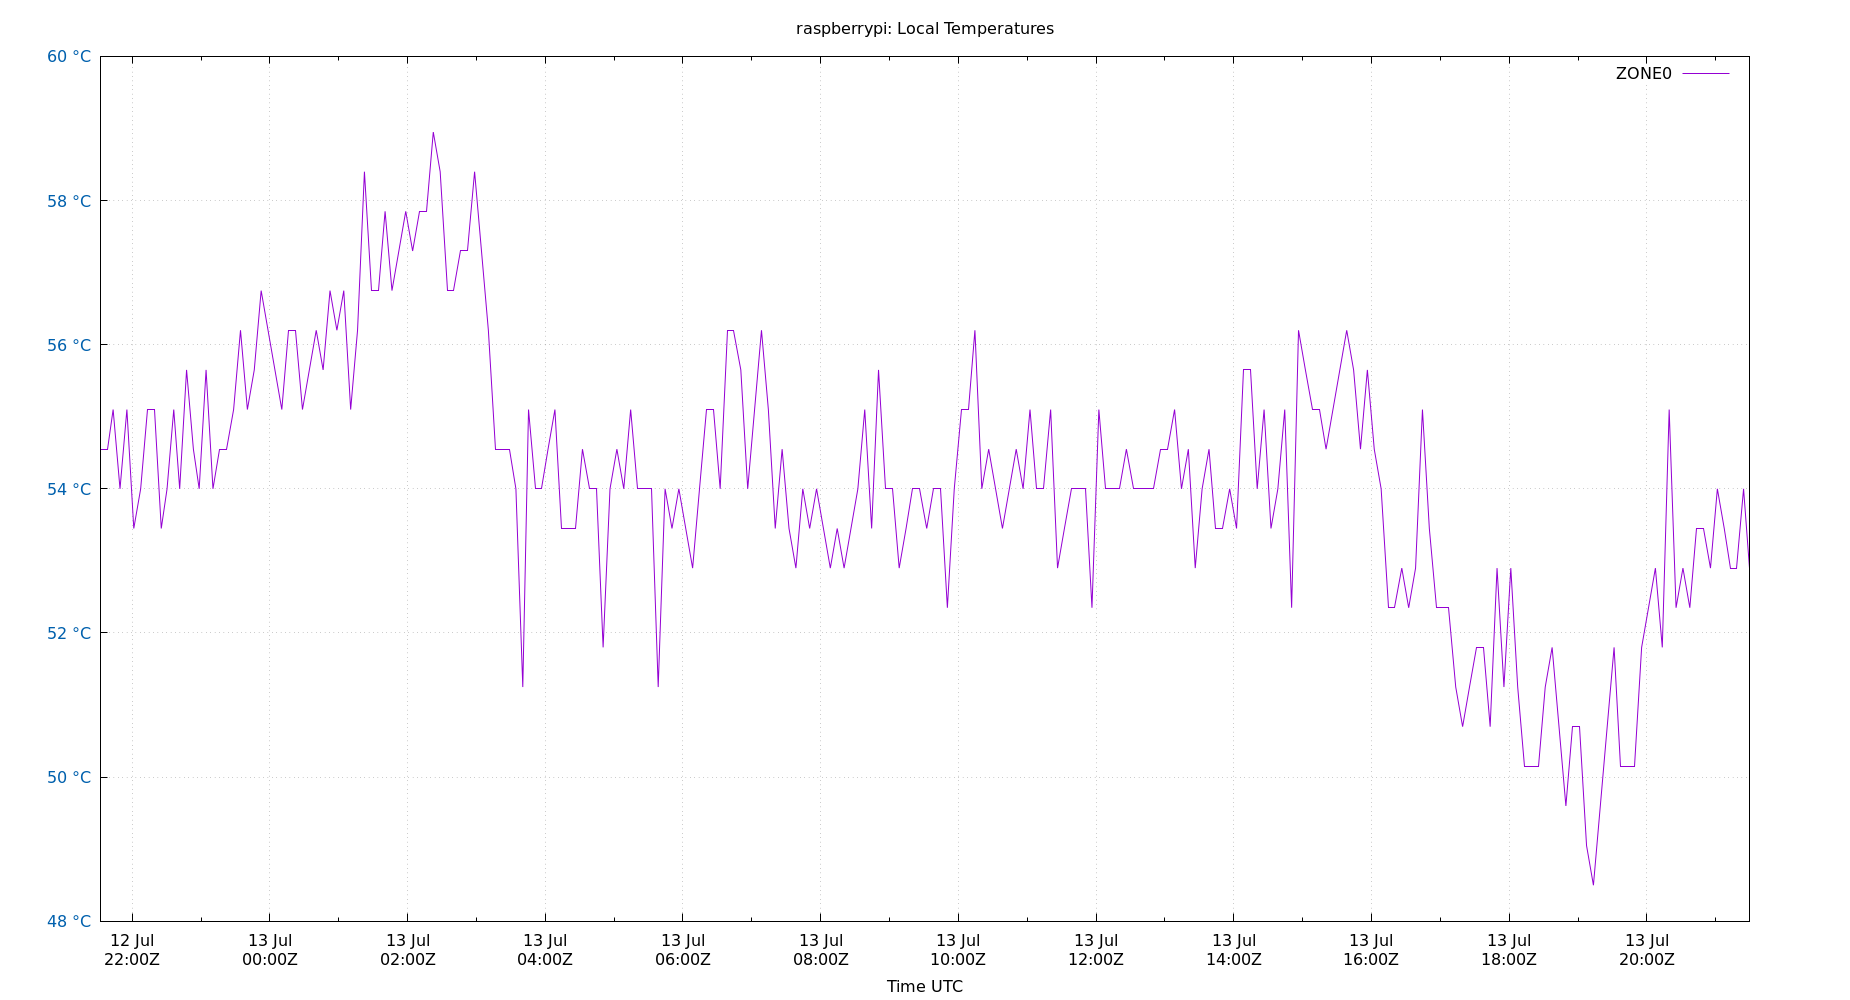 raspberrypi: Local Temperatures
60 °C
ZONE0
58 °C
56 °C
54 °C
52 °C
50 °C
48 °C
12 Jul 13 Jul 13 Jul 13 Jul 13 Jul 13 Jul 13 Jul 13 Jul 13 Jul 13 Jul 13 Jul 13 Jul
22:00Z 00:00Z 02:00Z 04:00Z 06:00Z 08:00Z 10:00Z 12:00Z 14:00Z 16:00Z 18:00Z 20:00Z
Time UTC